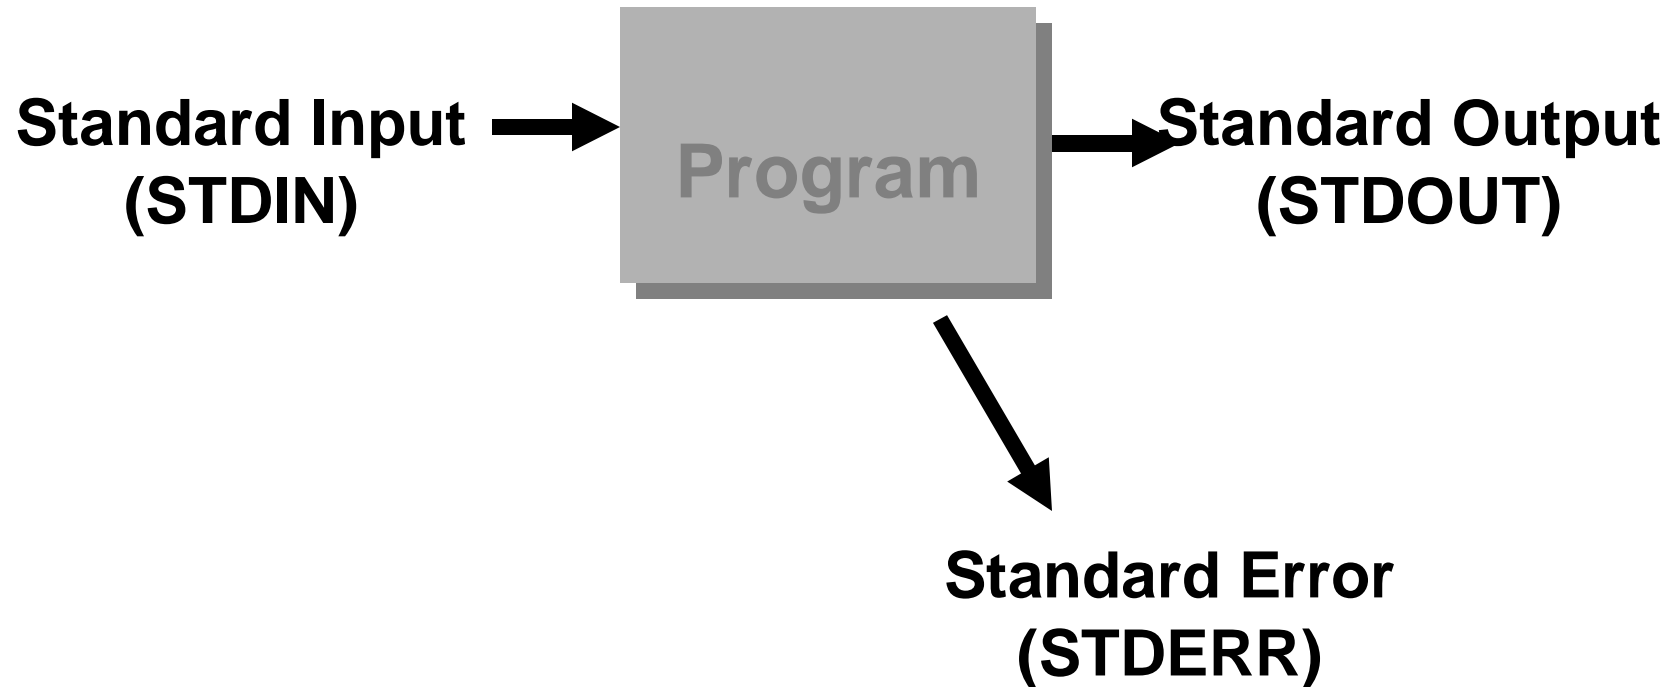 Standard Input
(STDIN)
Program
Standard Output
(STDOUT)
Standard Error
(STDERR)